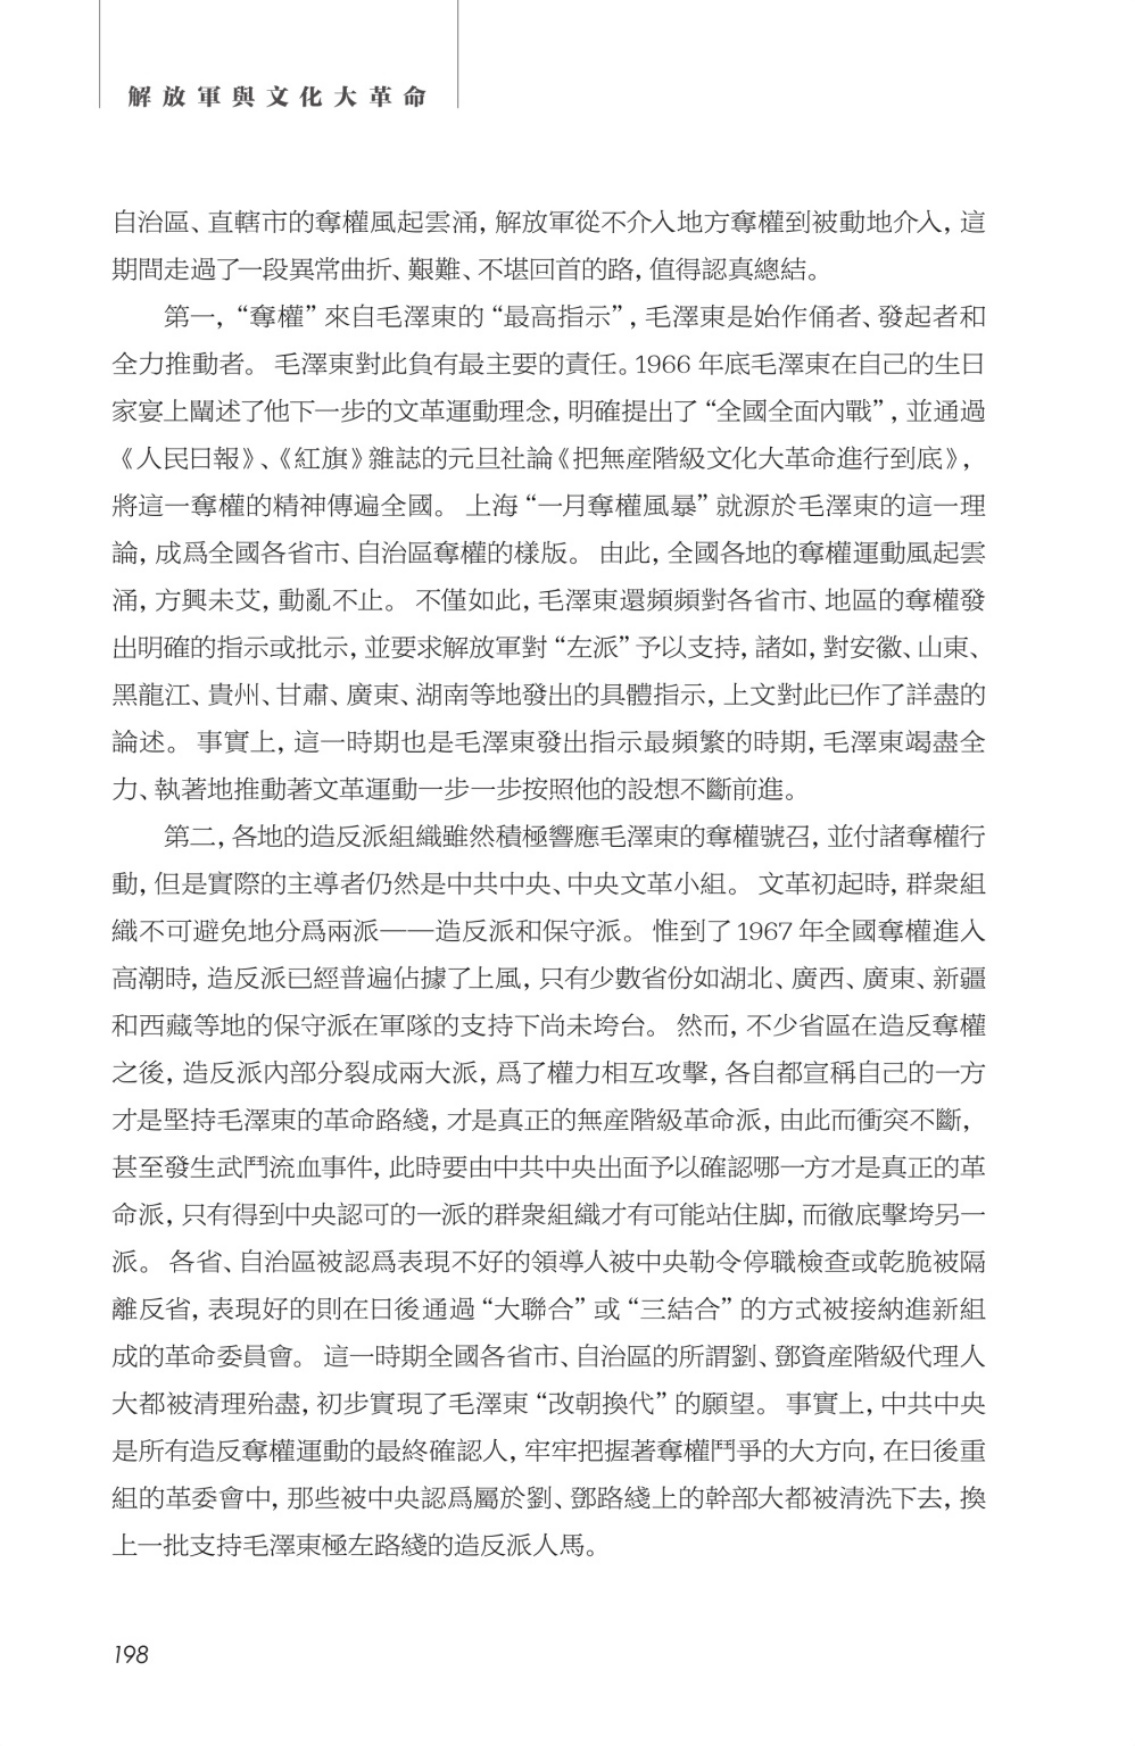 解放軍與文化大革命
自治區、直轄市的奪權風起雲涌，解放軍從不介入地方奪權到被動地介入，這
期間走過了一段異常曲折、艱難、不堪回首的路，值得認真總結。
第一，“奪權”來自毛澤東的“最高指示”，毛澤東是始作俑者、發起者和
全力推動者。毛澤東對此負有最主要的責任。1966 年底毛澤東在自己的生日
家宴上闡述了他下一步的文革運動理念，明確提出了“全國全面內戰”，並通過
《人民日報》、《紅旗》雜誌的元旦社論《把無産階級文化大革命進行到底》，
將這一奪權的精神傳遍全國。上海“一月奪權風暴”就源於毛澤東的這一理
論，成爲全國各省市、自治區奪權的樣版。由此，全國各地的奪權運動風起雲
涌，方興未艾，動亂不止。不僅如此，毛澤東還頻頻對各省市、地區的奪權發
出明確的指示或批示，並要求解放軍對“左派”予以支持，諸如，對安徽、山東、
黑龍江、貴州、甘肅、廣東、湖南等地發出的具體指示，上文對此已作了詳盡的
論述。事實上，這一時期也是毛澤東發出指示最頻繁的時期，毛澤東竭盡全
力、執著地推動著文革運動一步一步按照他的設想不斷前進。
第二，各地的造反派組織雖然積極響應毛澤東的奪權號召，並付諸奪權行
動，但是實際的主導者仍然是中共中央、中央文革小組。文革初起時，群衆組
織不可避免地分爲兩派——造反派和保守派。惟到了 1967 年全國奪權進入
高潮時，造反派已經普遍佔據了上風，只有少數省份如湖北、廣西、廣東、新疆
和西藏等地的保守派在軍隊的支持下尚未垮台。然而，不少省區在造反奪權
之後，造反派內部分裂成兩大派，爲了權力相互攻擊，各自都宣稱自己的一方
才是堅持毛澤東的革命路綫，才是真正的無産階級革命派，由此而衝突不斷，
甚至發生武鬥流血事件，此時要由中共中央出面予以確認哪一方才是真正的革
命派，只有得到中央認可的一派的群衆組織才有可能站住脚，而徹底擊垮另一
派。各省、自治區被認爲表現不好的領導人被中央勒令停職檢查或乾脆被隔
離反省，表現好的則在日後通過“大聯合”或“三結合”的方式被接納進新組
成的革命委員會。這一時期全國各省市、自治區的所謂劉、鄧資産階級代理人
大都被清理殆盡，初步實現了毛澤東“改朝換代”的願望。事實上，中共中央
是所有造反奪權運動的最終確認人，牢牢把握著奪權鬥爭的大方向，在日後重
組的革委會中，那些被中央認爲屬於劉、鄧路綫上的幹部大都被清洗下去，換
上一批支持毛澤東極左路綫的造反派人馬。
198